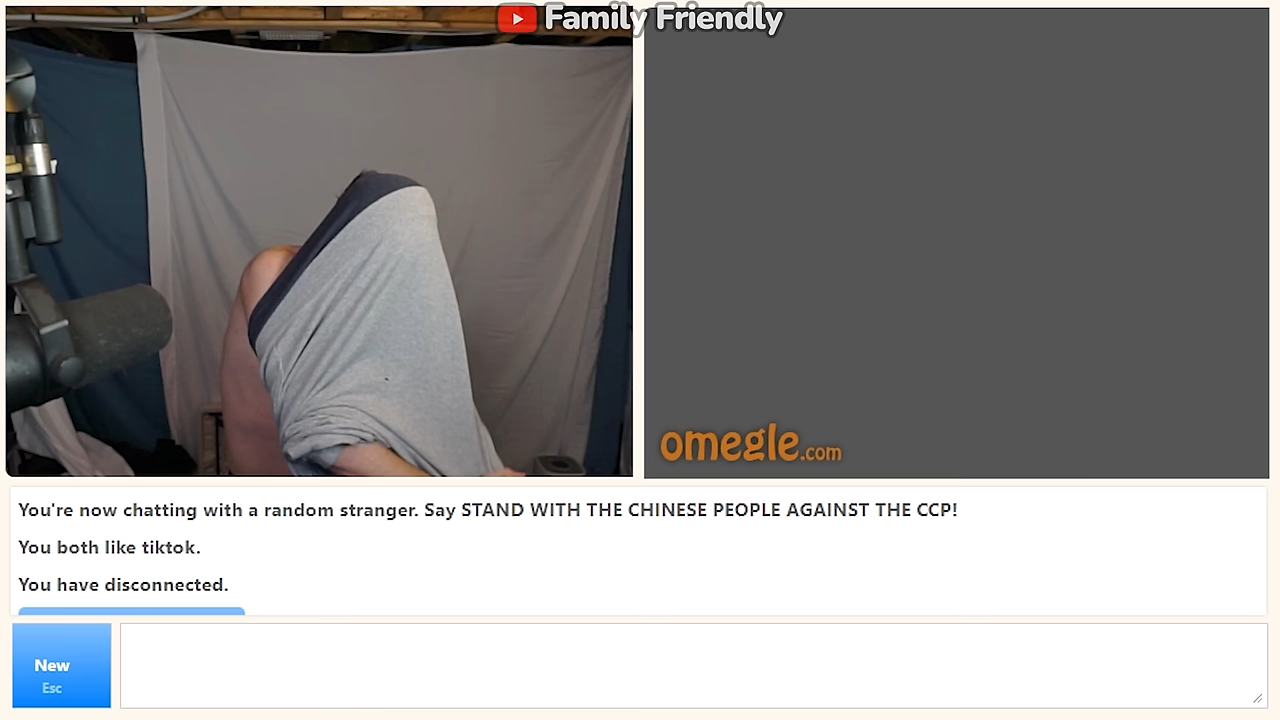 Family Friendly
omegle.com
You're now chatting with a random stranger. Say STAND WITH THE CHINESE PEOPLE AGAINST THE CCP!
You both like tiktok.
You have disconnected.
New
Esc